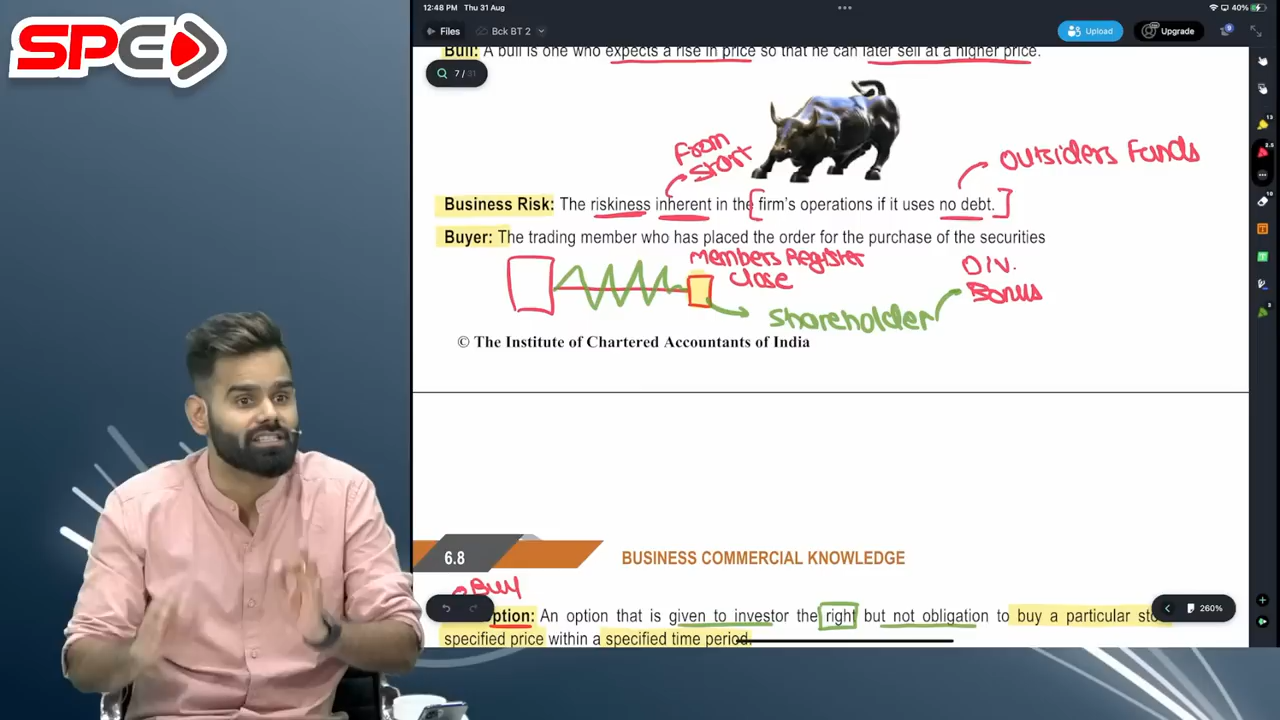 SPC
12:48 PM Thu 31 Aug
40%
Files
Bck BT 2
Upload
Upgrade
Bull: A bull is one who expects a rise in price so that he can later sell at a higher price.
7 / 31
From
start
outsiders Funds
Business Risk: The riskiness inherent in the [firm's operations if it uses no debt.]
Buyer: The trading member who has placed the order for the purchase of the securities
Members Register
close
Div.
Bonus
shareholder
© The Institute of Chartered Accountants of India
6.8
BUSINESS COMMERCIAL KNOWLEDGE
Buy
ption: An option that is given to investor the right but not obligation to buy a particular sto
260%
specified price within a specified time period.